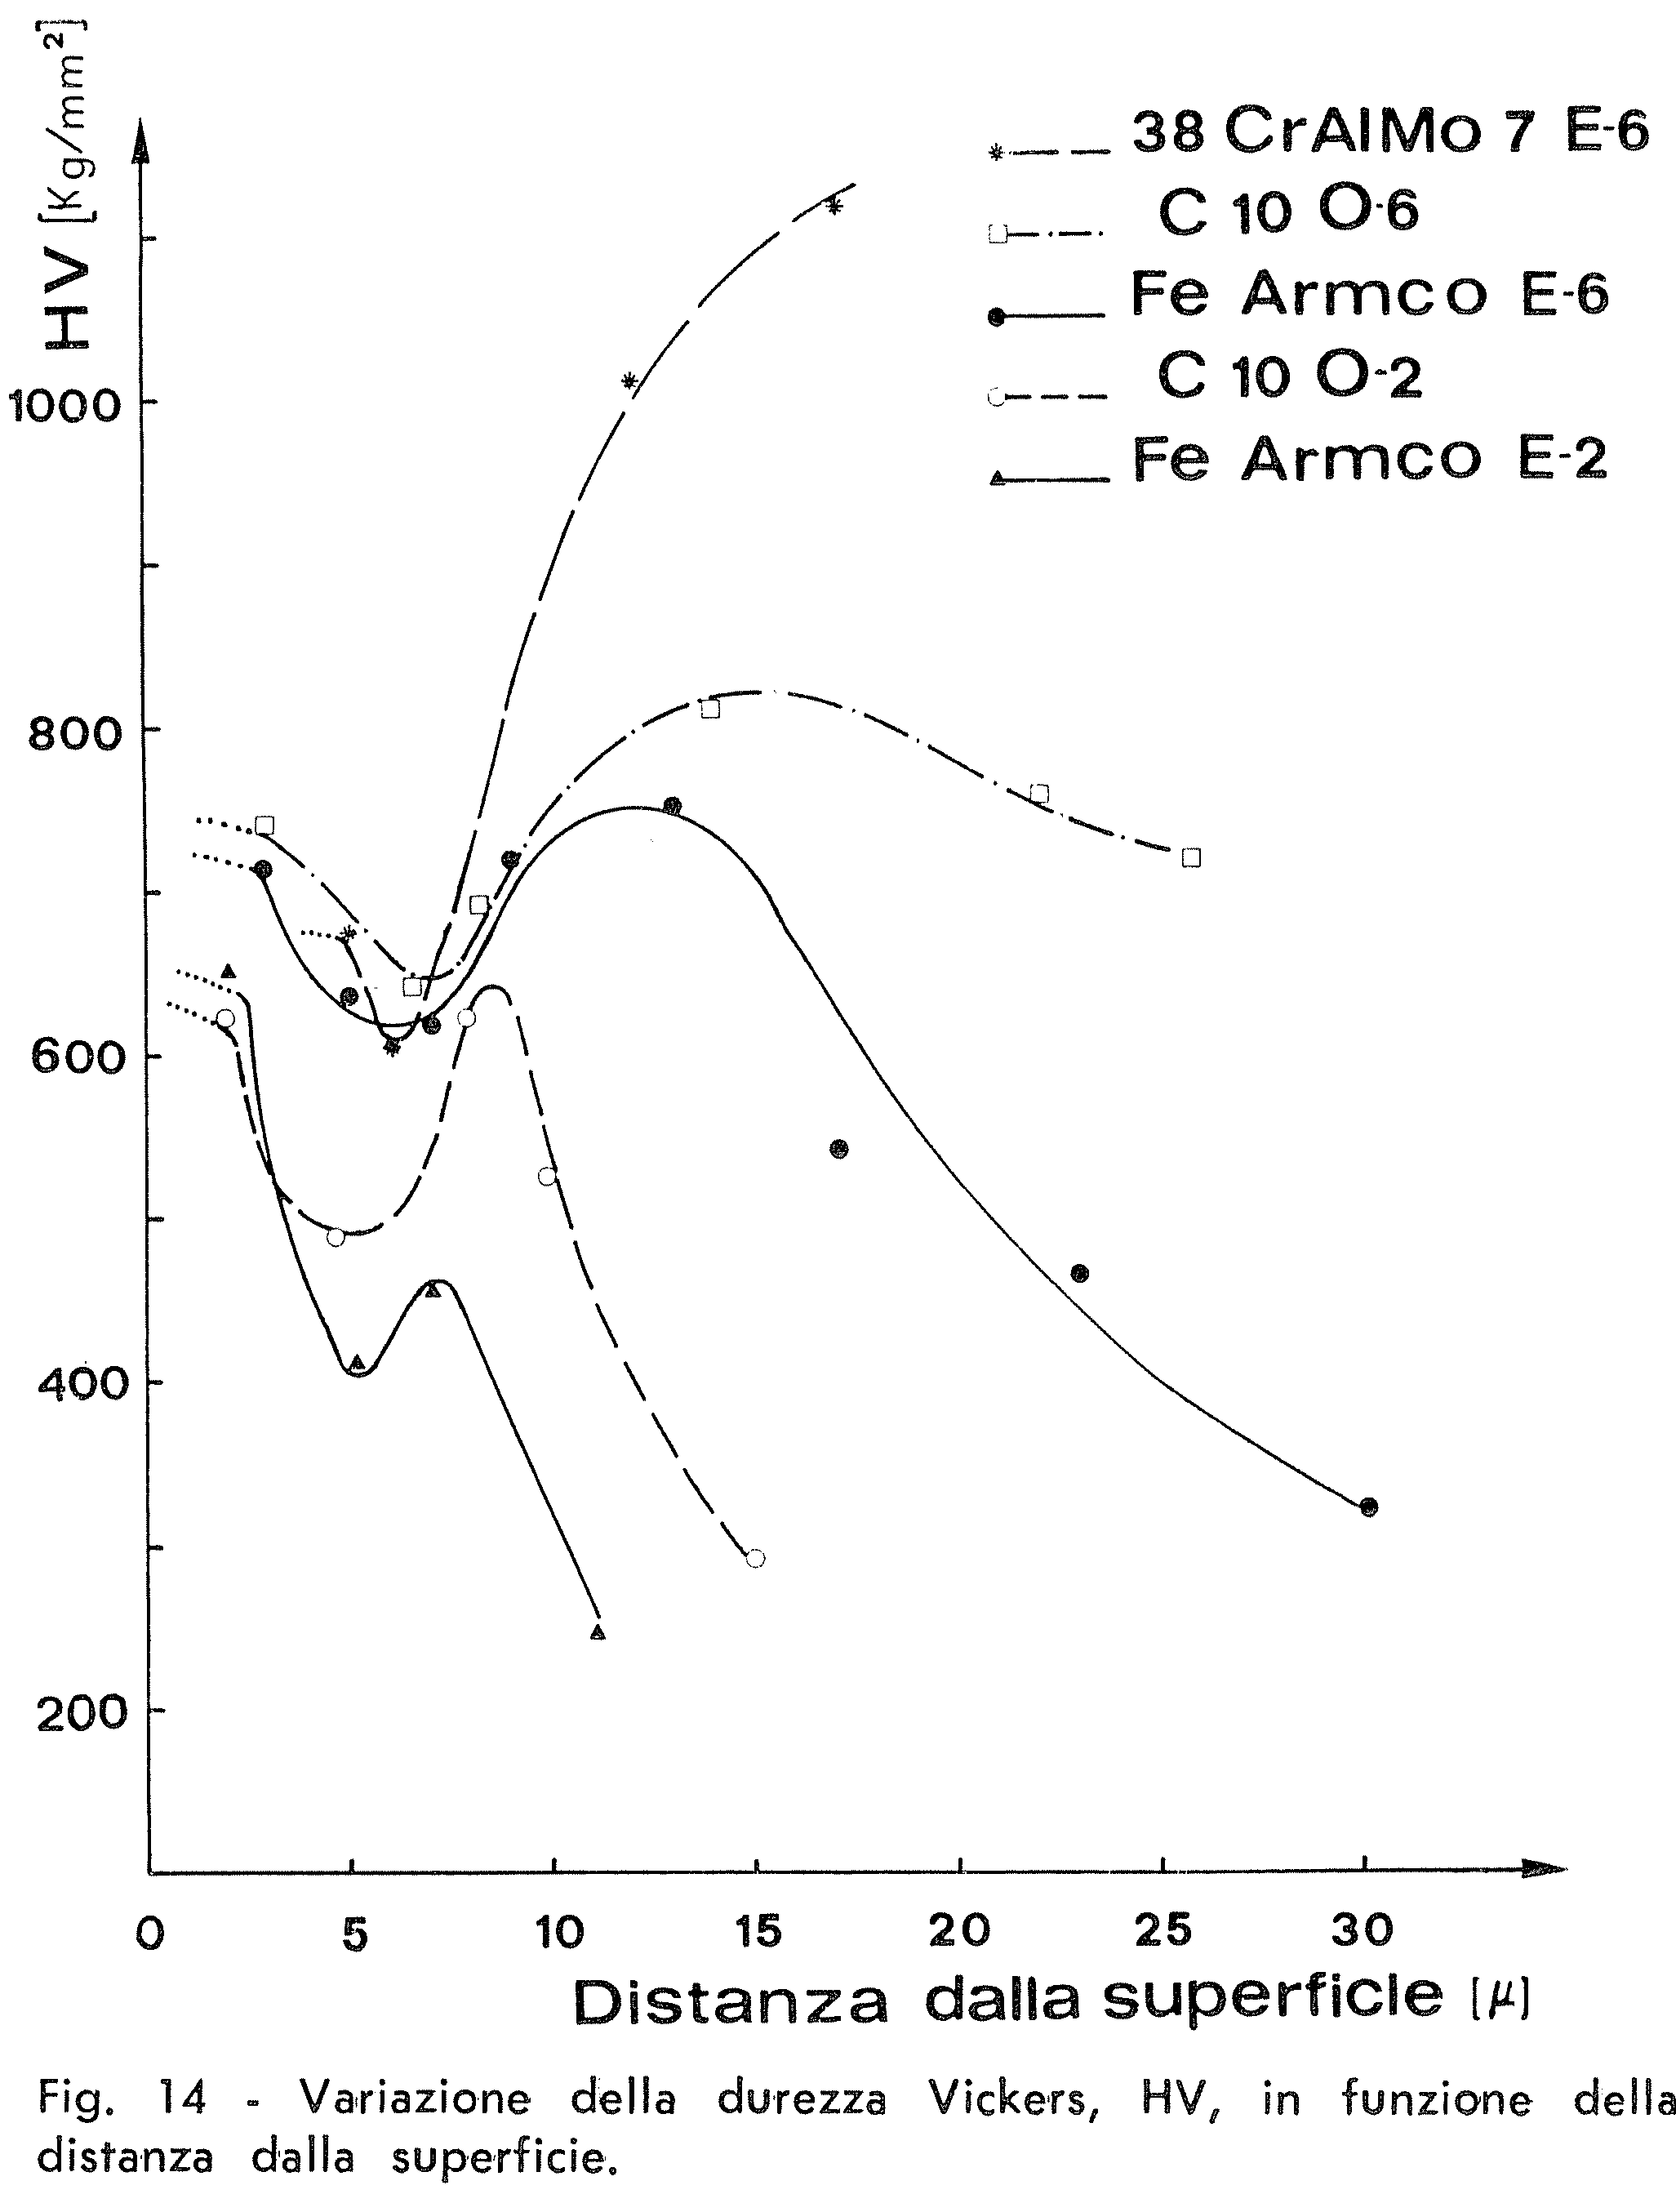 HV [Kg/mm²]
38 CrAlMo 7 E-6
C 10 O-6
Fe Armco E-6
C 10 O-2
Fe Armco E-2
1000
800
600
400
200
0 5 10 15 20 25 30
Distanza dalla superficie [μ]
Fig. 14 - Variazione della durezza Vickers, HV, in funzione della
distanza dalla superficie.